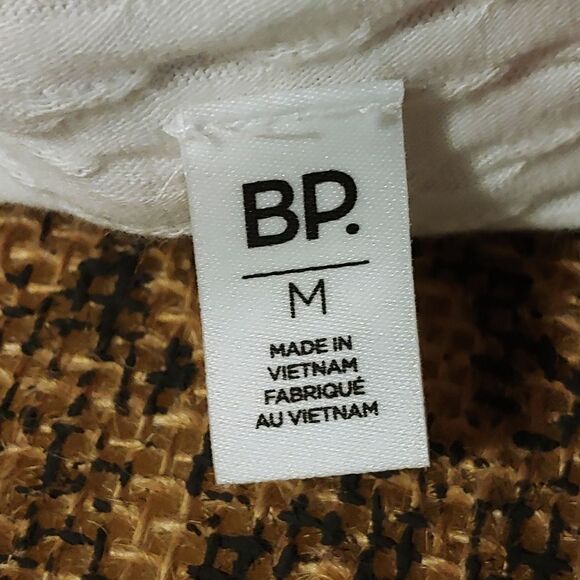 BP.
M
MADE IN
VIETNAM
FABRIQUÉ
AU VIETNAM